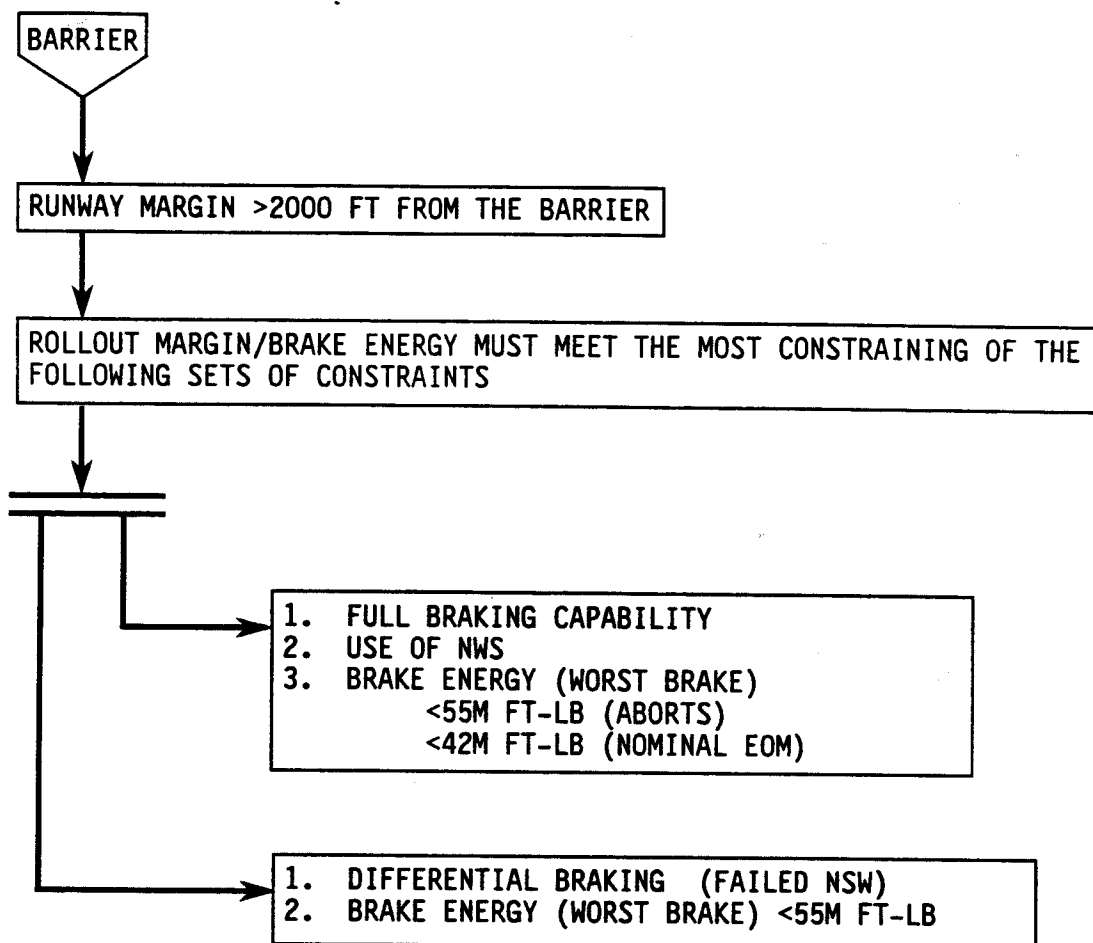 BARRIER
RUNWAY MARGIN >2000 FT FROM THE BARRIER
ROLLOUT MARGIN/BRAKE ENERGY MUST MEET THE MOST CONSTRAINING OF THE
FOLLOWING SETS OF CONSTRAINTS
1. FULL BRAKING CAPABILITY
2. USE OF NWS
3. BRAKE ENERGY (WORST BRAKE)
<55M FT-LB (ABORTS)
<42M FT-LB (NOMINAL EOM)
1. DIFFERENTIAL BRAKING (FAILED NSW)
2. BRAKE ENERGY (WORST BRAKE) <55M FT-LB